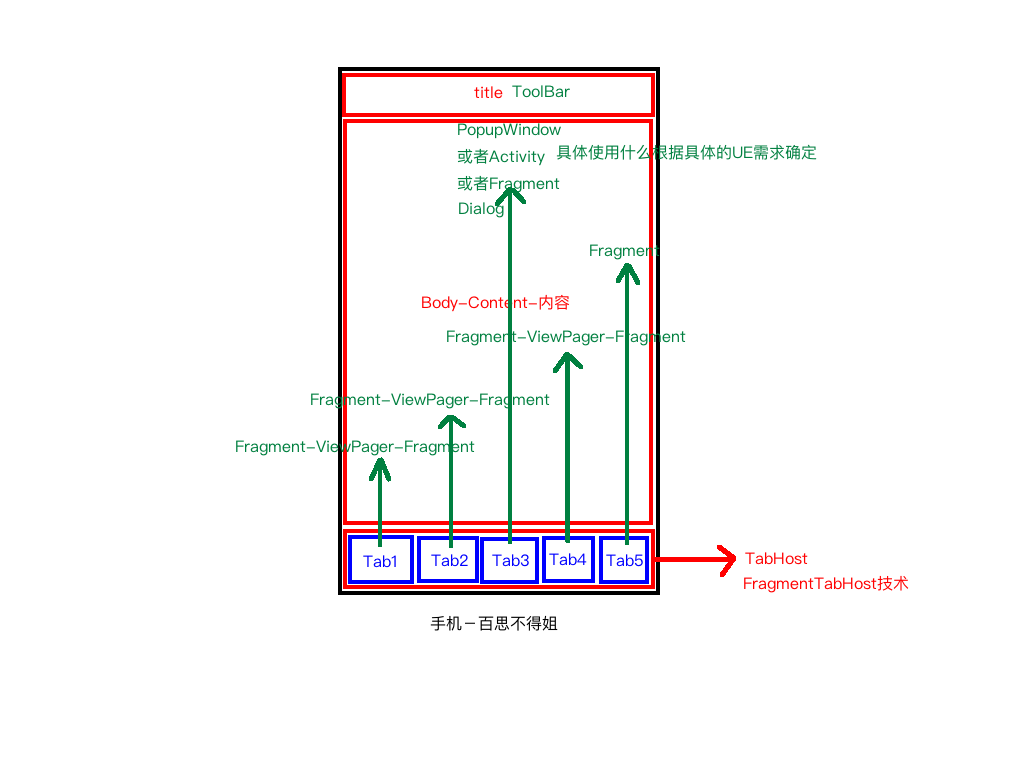 title ToolBar
PopupWindow
或者Activity 具体使用什么根据具体的UE需求确定
或者Fragment
Dialog
Fragment
Body-Content-内容
Fragment-ViewPager-Fragment
Fragment-ViewPager-Fragment
Fragment-ViewPager-Fragment
Tab1 Tab2 Tab3 Tab4 Tab5
TabHost
FragmentTabHost技术
手机-百思不得姐